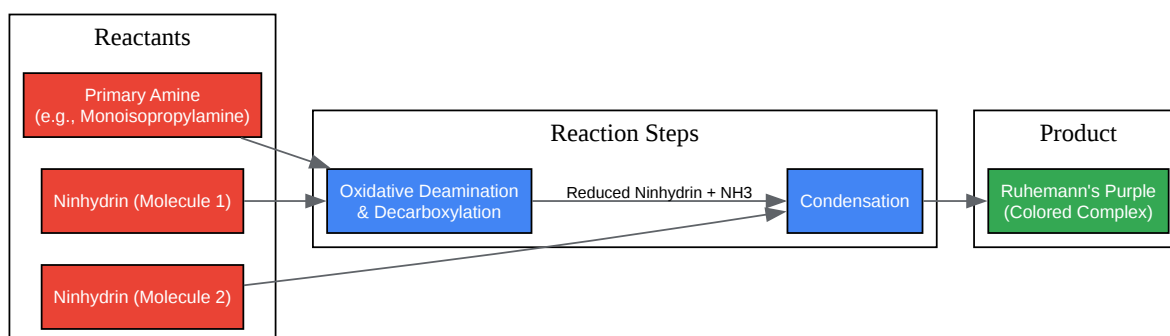 Reactants
Primary Amine
(e.g., Monoisopropylamine)
Ninhydrin (Molecule 1)
Ninhydrin (Molecule 2)
Reaction Steps
Oxidative Deamination
& Decarboxylation
Reduced Ninhydrin + NH3
Condensation
Product
Ruhemann's Purple
(Colored Complex)